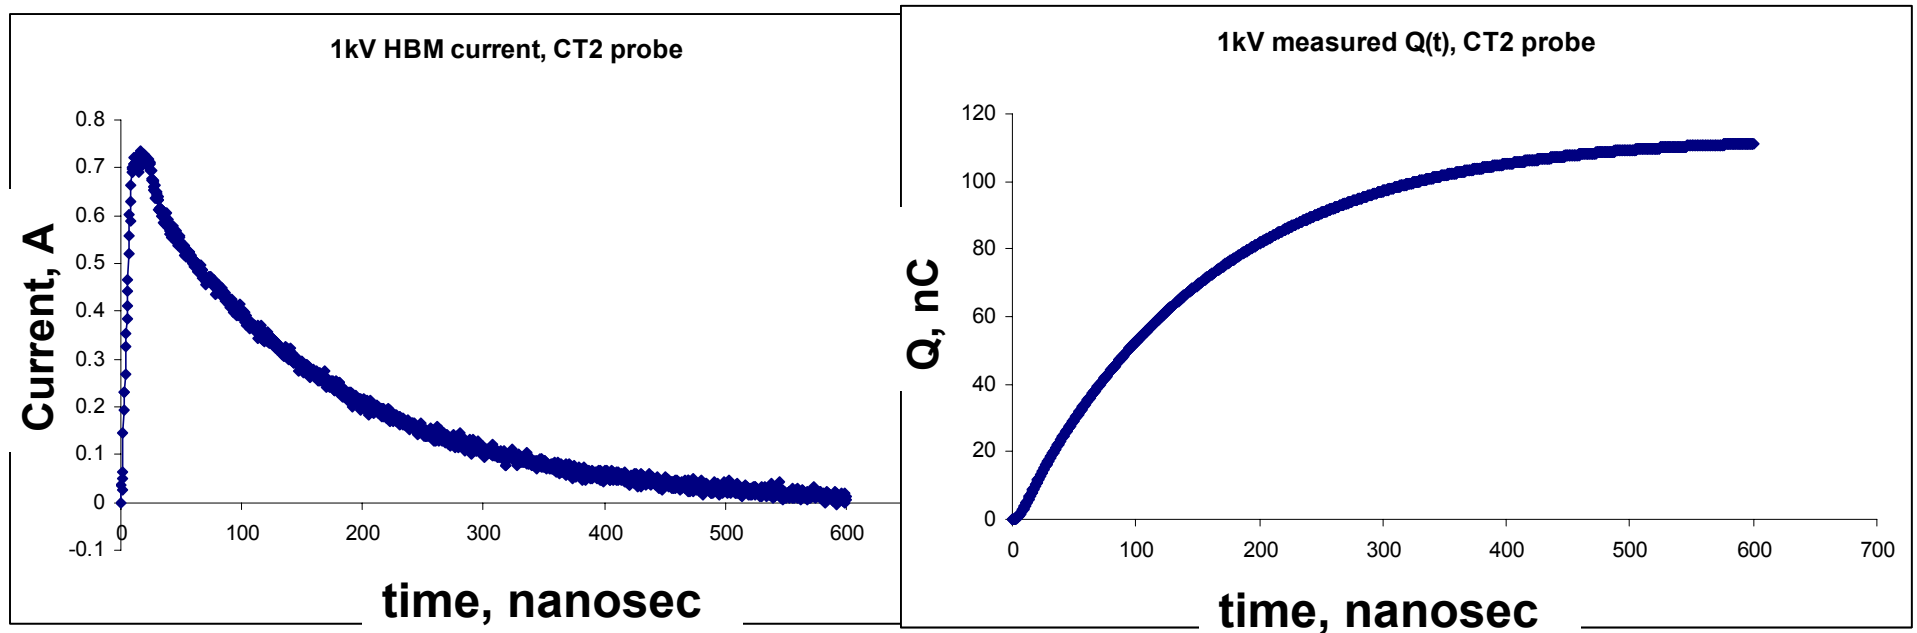 1kV HBM current, CT2 probe
0.8
0.7
0.6
0.5
0.4
0.3
0.2
0.1
0
-0.1
0 100 200 300 400 500 600
Current, A
time, nanosec
1kV measured Q(t), CT2 probe
120
100
80
60
40
20
0
0 100 200 300 400 500 600 700
Q, nC
time, nanosec